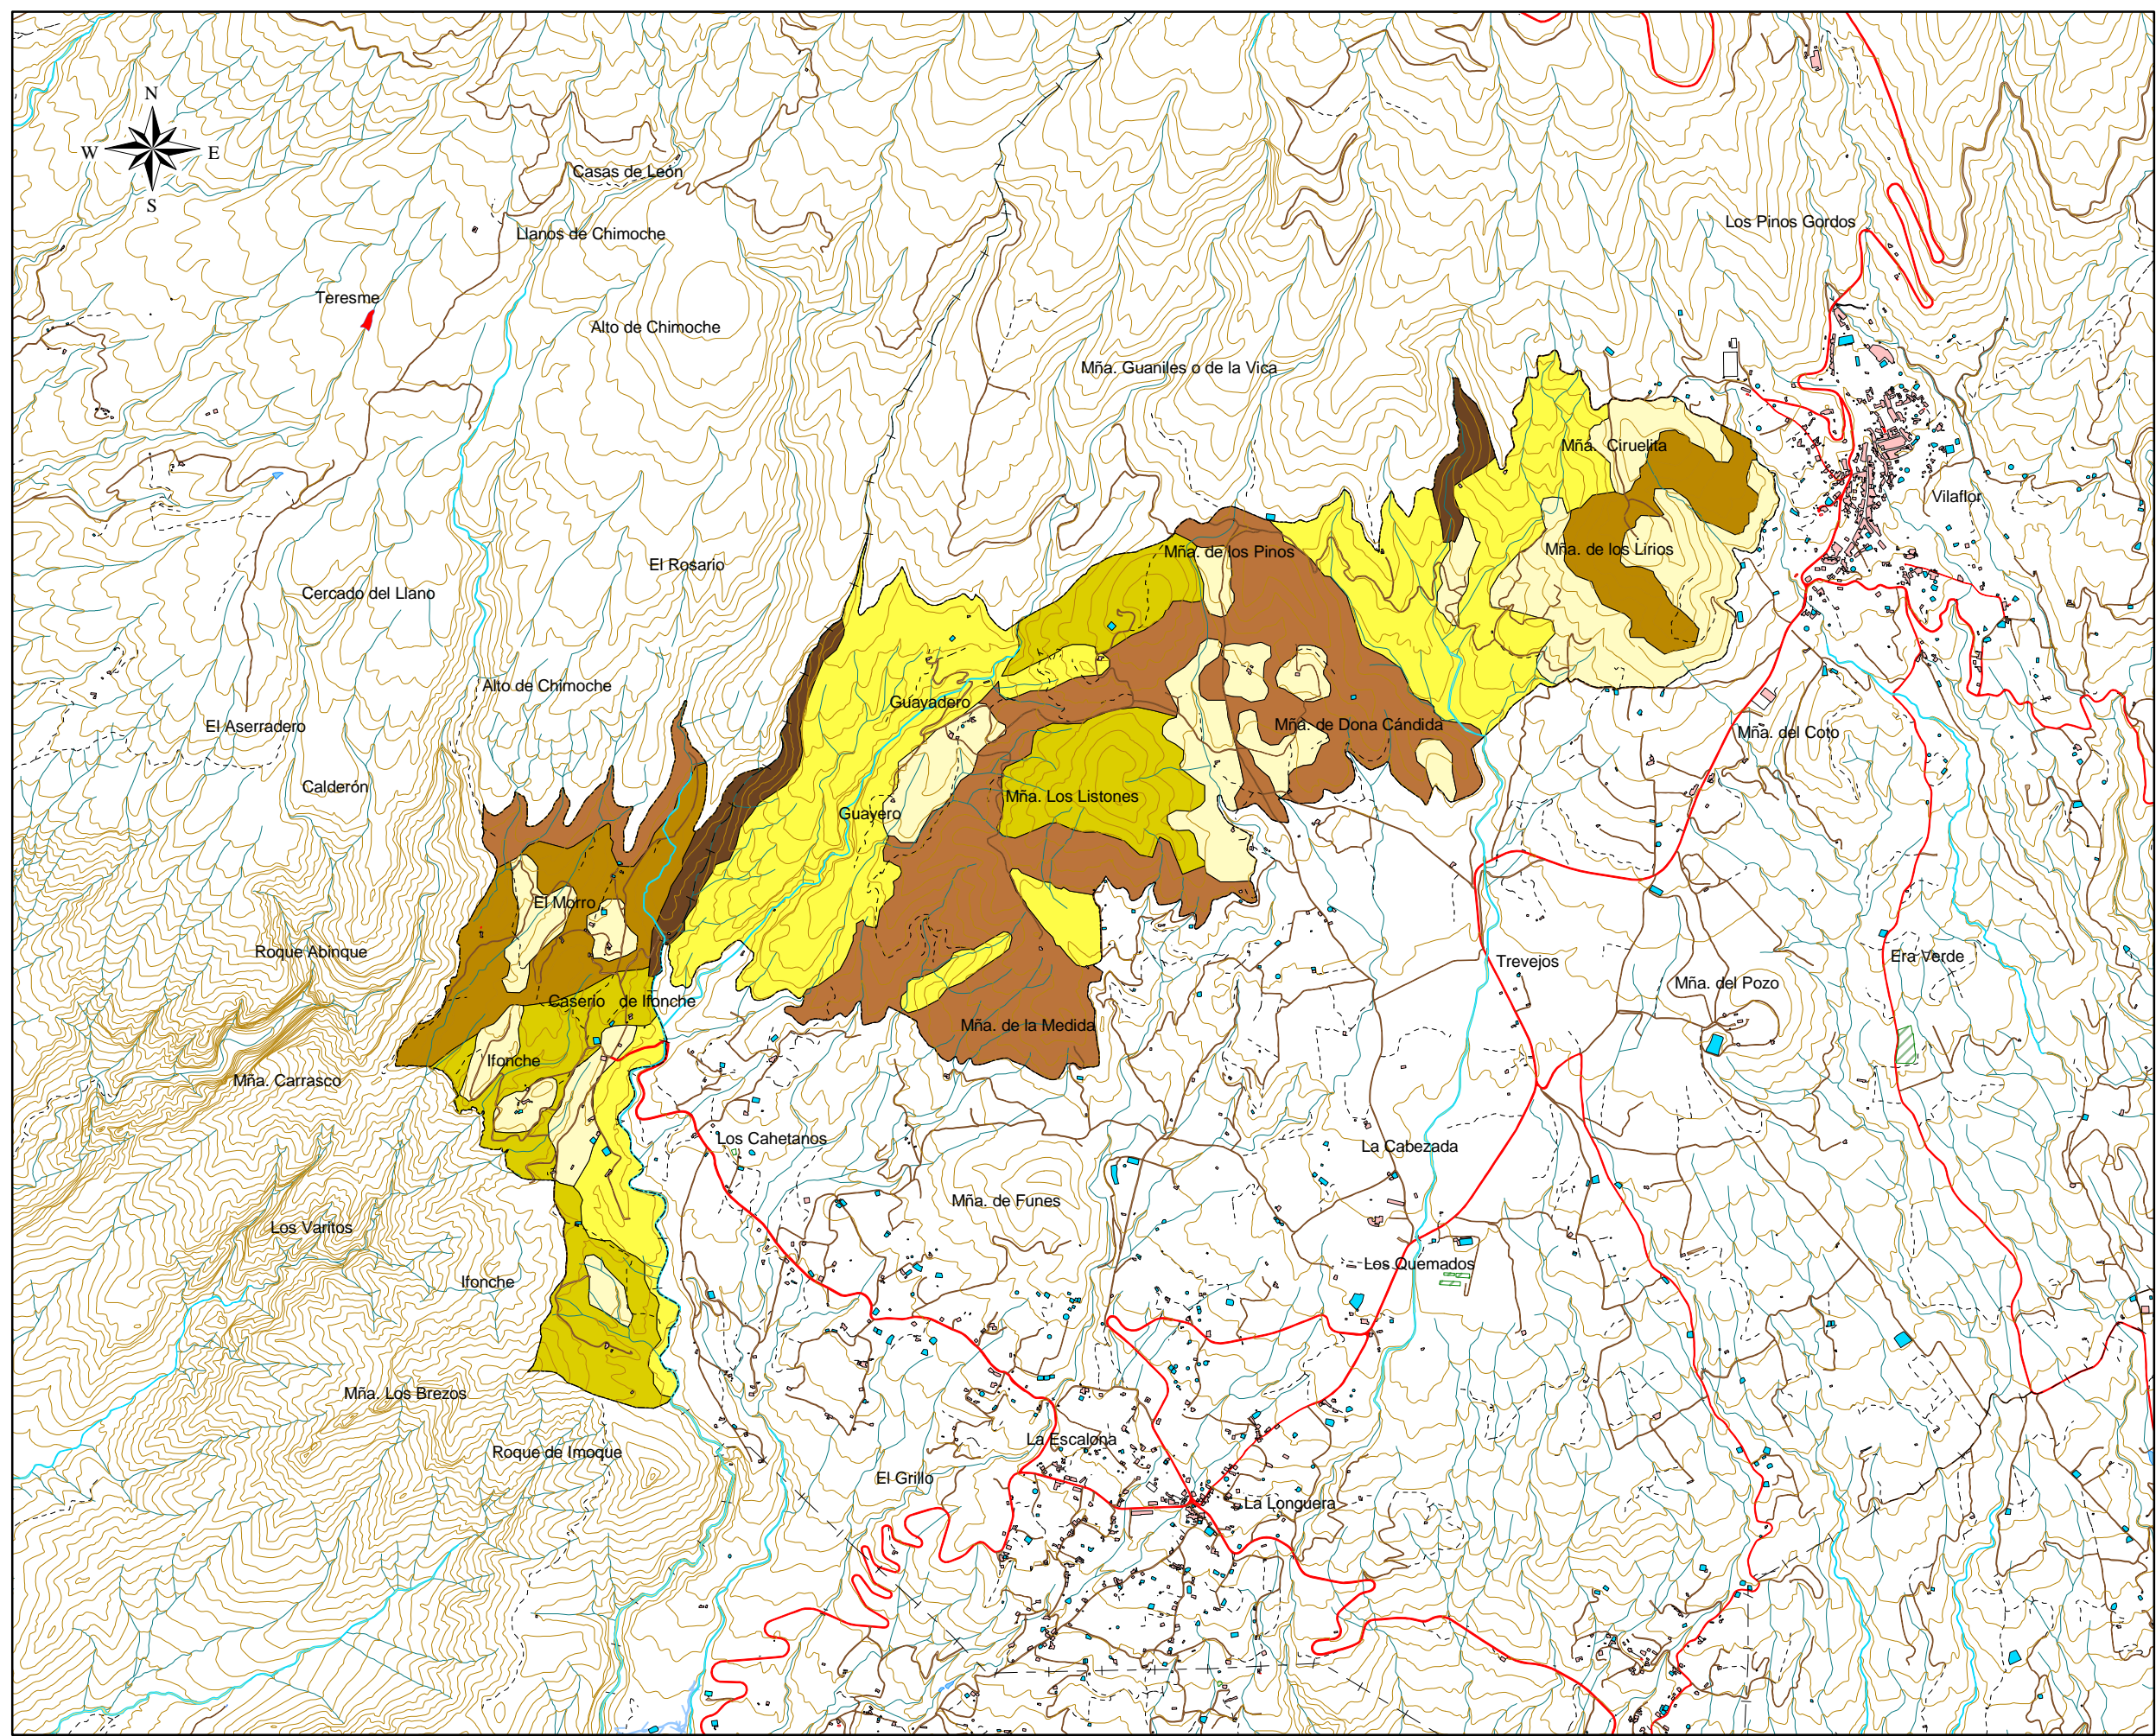 N
W E
S
Casas de León
Los Pinos Gordos
Llanos de Chimoche
Teresme
Alto de Chimoche
Mña. Guaniles o de la Vica
Mña. Ciruelita
Vilaflor
Mña. de los Pinos
Mña. de los Lirios
El Rosario
Cercado del Llano
Alto de Chimoche
Guayadero
El Aserradero
Mña. de Dona Cándida
Mña. del Coto
Calderón
Mña. Los Listones
Guayero
El Morro
Roque Abinque
Era Verde
Trevejos
Mña. del Pozo
Caserío de Ifonche
Mña. de la Medida
Ifonche
Mña. Carrasco
Los Cahetanos
La Cabezada
Mña. de Funes
Los Varitos
Los Quemados
Ifonche
Mña. Los Brezos
La Escalona
Roque de Imoque
El Grillo
La Longuera